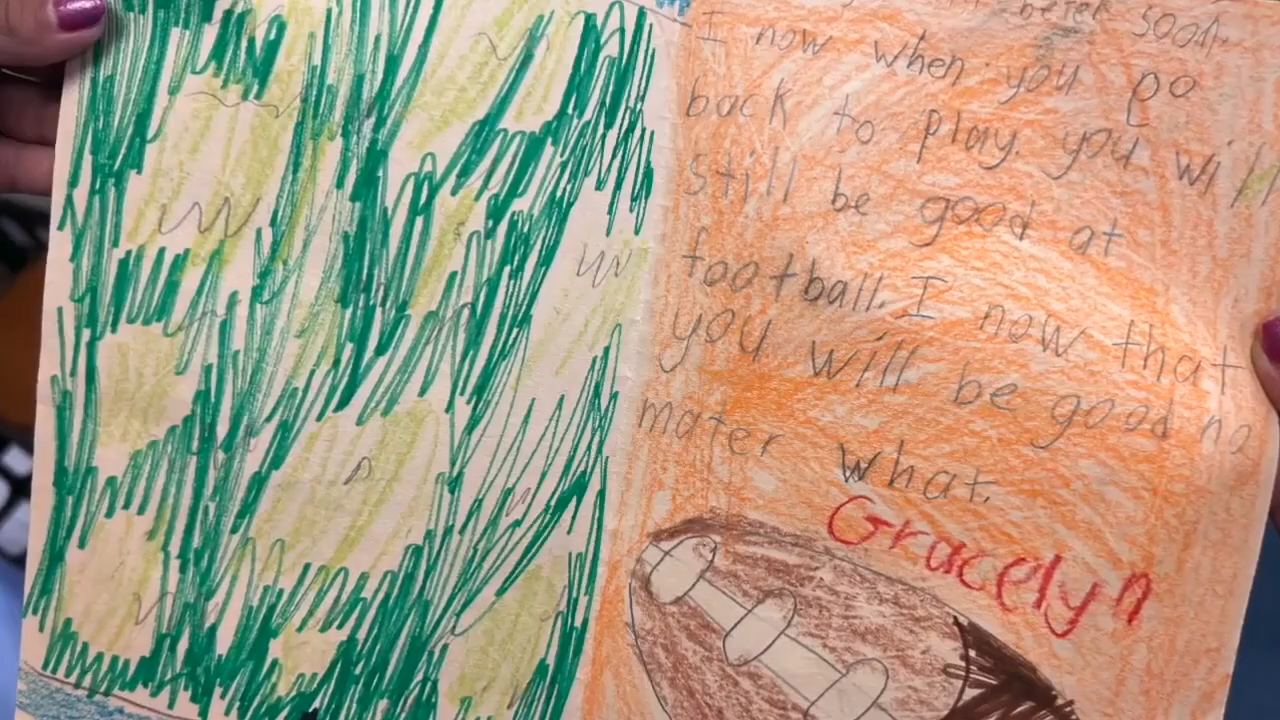 beter soon.
I now when you go
back to play. you will
still be good at
football. I now that
you will be good no
mater what.
Gracelyn